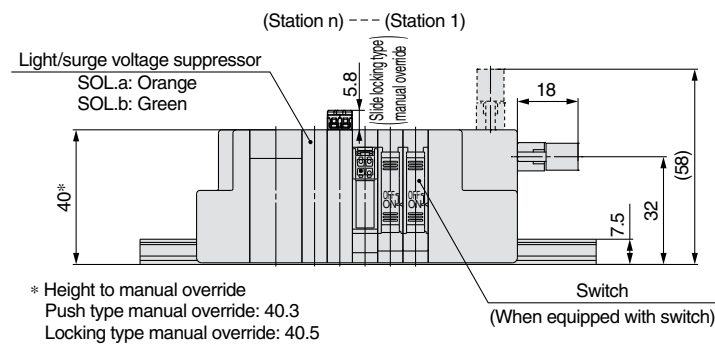 (Station n) --- (Station 1)
Light/surge voltage suppressor
SOL.a: Orange
SOL.b: Green
5.8
(Slide locking type
manual override)
18
40*
OFF
ON
OFF
ON
7.5
32
(58)
* Height to manual override
Push type manual override: 40.3
Locking type manual override: 40.5
Switch
(When equipped with switch)